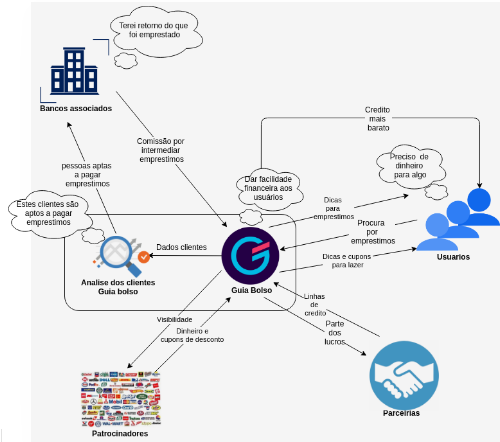 Terei retorno do que
foi emprestado
Bancos associados
Credito
mais
barato
Comissão por
intermediar
emprestimos
Preciso de
dinheiro
para algo
pessoas aptas
a pagar
emprestimos
Dar facilidade
financeira aos
usuários
Estes clientes são
aptos a pagar
emprestimos
Dicas
para
emprestimos
Procura
por
emprestimos
Dados clientes
Dicas e cupons
para lazer
Usuarios
Analise dos clientes
Guia bolso
Guia Bolso
Linhas
de
credito
Visibilidade
Parte
dos
lucros
Dinheiro e
cupons de desconto
Parceirias
Patrocinadores